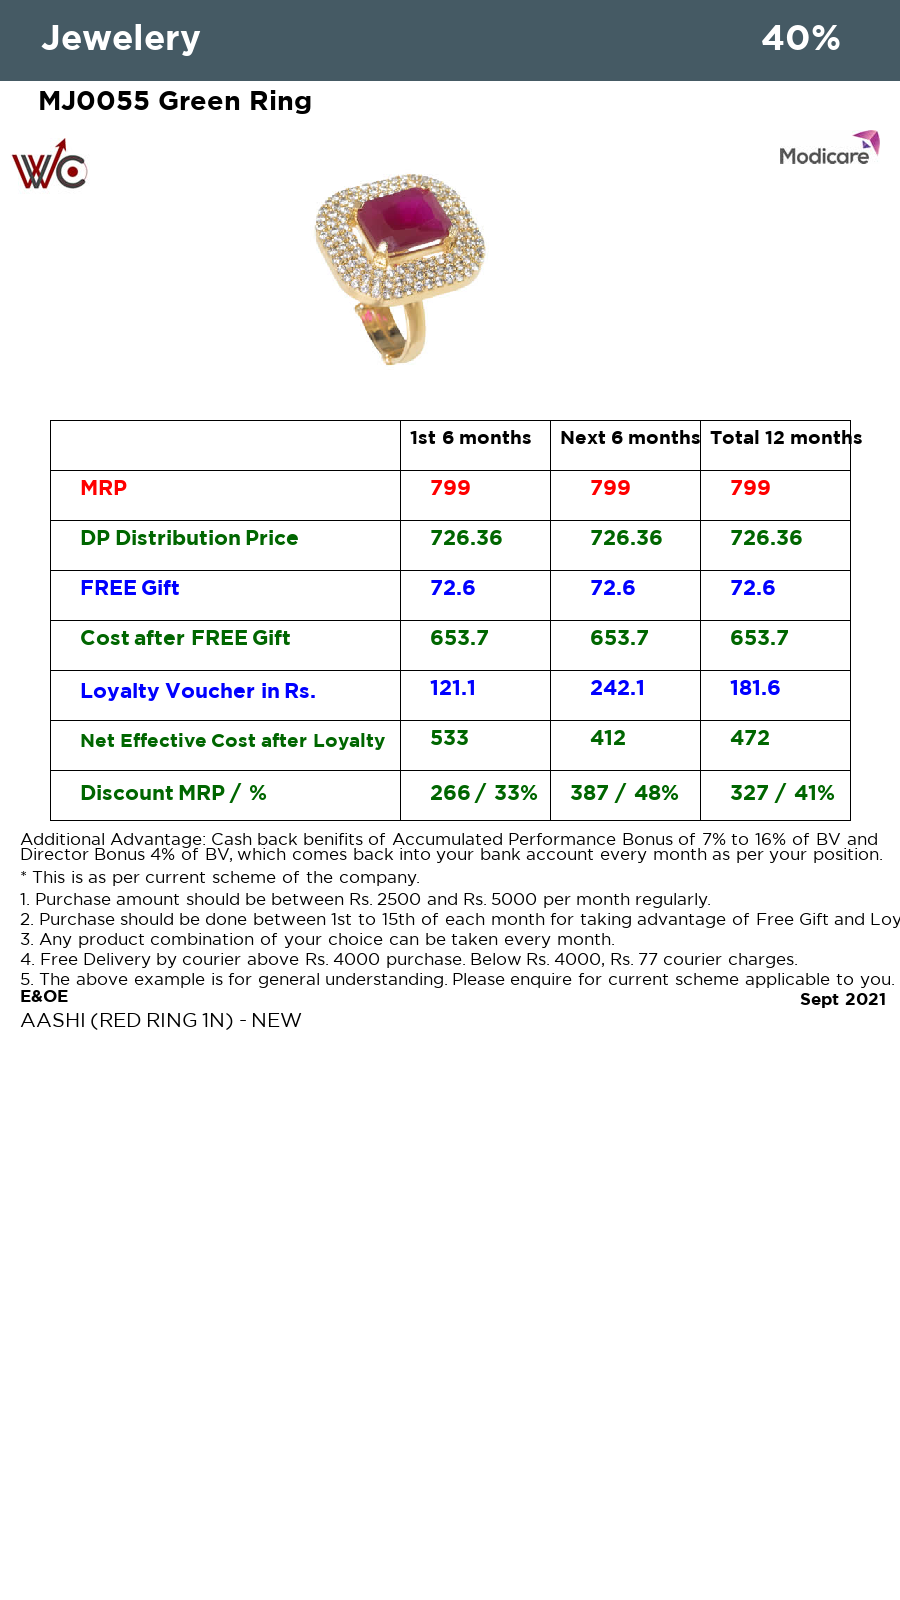 Jewelery 40%
MJ0055 Green Ring
WC
Modicare
1st 6 months Next 6 months Total 12 months
MRP 799 799 799
DP Distribution Price 726.36 726.36 726.36
FREE Gift 72.6 72.6 72.6
Cost after FREE Gift 653.7 653.7 653.7
Loyalty Voucher in Rs. 121.1 242.1 181.6
Net Effective Cost after Loyalty 533 412 472
Discount MRP / % 266 / 33% 387 / 48% 327 / 41%
Additional Advantage: Cash back benifits of Accumulated Performance Bonus of 7% to 16% of BV and
Director Bonus 4% of BV, which comes back into your bank account every month as per your position.
* This is as per current scheme of the company.
1. Purchase amount should be between Rs. 2500 and Rs. 5000 per month regularly.
2. Purchase should be done between 1st to 15th of each month for taking advantage of Free Gift and Loy
3. Any product combination of your choice can be taken every month.
4. Free Delivery by courier above Rs. 4000 purchase. Below Rs. 4000, Rs. 77 courier charges.
5. The above example is for general understanding. Please enquire for current scheme applicable to you.
E&OE Sept 2021
AASHI (RED RING 1N) - NEW